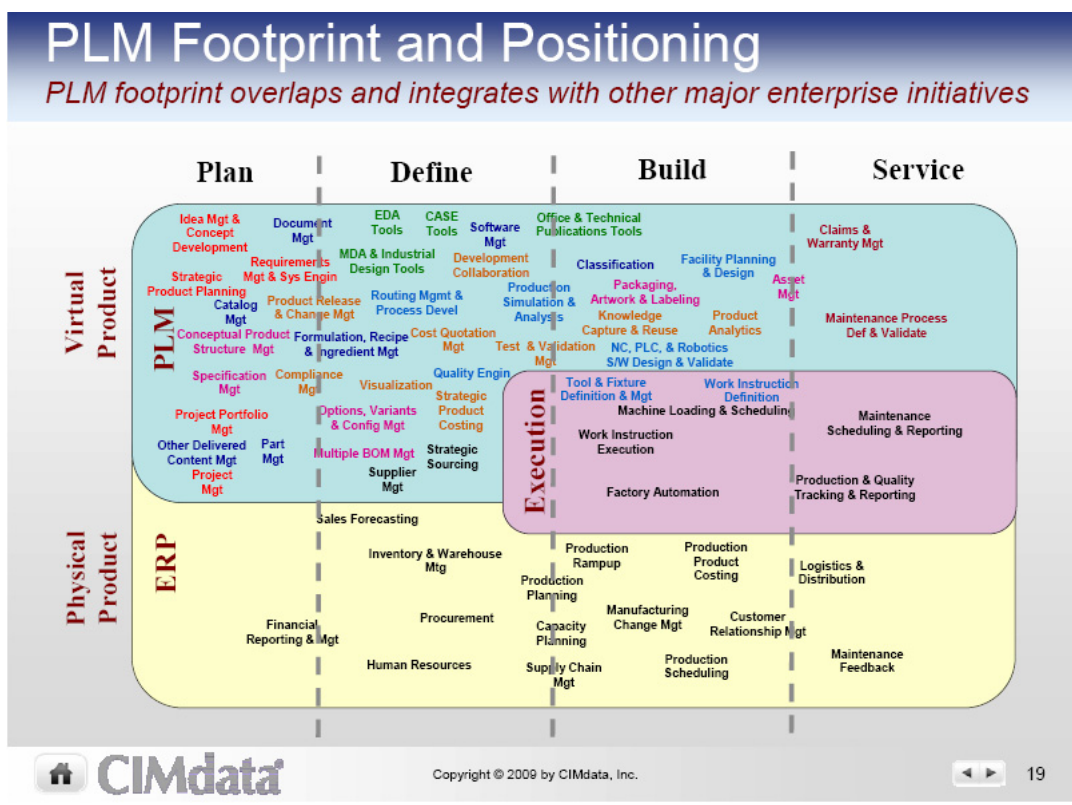 PLM Footprint and Positioning
PLM footprint overlaps and integrates with other major enterprise initiatives
Plan
Define
Build
Service
Virtual
Product
Physical
Product
PLM
Idea Mgt &
Concept
Development
Document
Mgt
Requirements
Mgt & Sys Engin
Strategic
Product Planning
Catalog
Mgt
Product Release
& Change Mgt
Conceptual Product
Structure Mgt
Formulation, Recipe
& Ingredient Mgt
Specification
Mgt
Compliance
Mgt
Project Portfolio
Mgt
Other Delivered
Content Mgt
Part
Mgt
Project
Mgt
EDA
Tools
CASE
Tools
Software
Mgt
Office & Technical
Publications Tools
MDA & Industrial
Design Tools
Development
Collaboration
Routing Mgmt &
Process Devel
Production
Simulation &
Analysis
Cost Quotation
Mgt
Test & Validation
Mgt
Visualization
Quality Engin
Strategic
Product
Costing
Options, Variants
& Config Mgt
Multiple BOM Mgt
Strategic
Sourcing
Supplier
Mgt
Classification
Facility Planning
& Design
Packaging,
Artwork & Labeling
Asset
Mgt
Knowledge
Capture & Reuse
Product
Analytics
NC, PLC, & Robotics
S/W Design & Validate
Claims &
Warranty Mgt
Maintenance Process
Def & Validate
Execution
Tool & Fixture
Definition & Mgt
Work Instruction
Definition
Machine Loading & Scheduling
Work Instruction
Execution
Factory Automation
Maintenance
Scheduling & Reporting
Production & Quality
Tracking & Reporting
ERP
Sales Forecasting
Inventory & Warehouse
Mtg
Financial
Reporting & Mgt
Procurement
Human Resources
Production
Planning
Capacity
Planning
Supply Chain
Mgt
Production
Rampup
Production
Product
Costing
Manufacturing
Change Mgt
Customer
Relationship Mgt
Production
Scheduling
Logistics &
Distribution
Maintenance
Feedback
CIMdata
Copyright © 2009 by CIMdata, Inc.
19